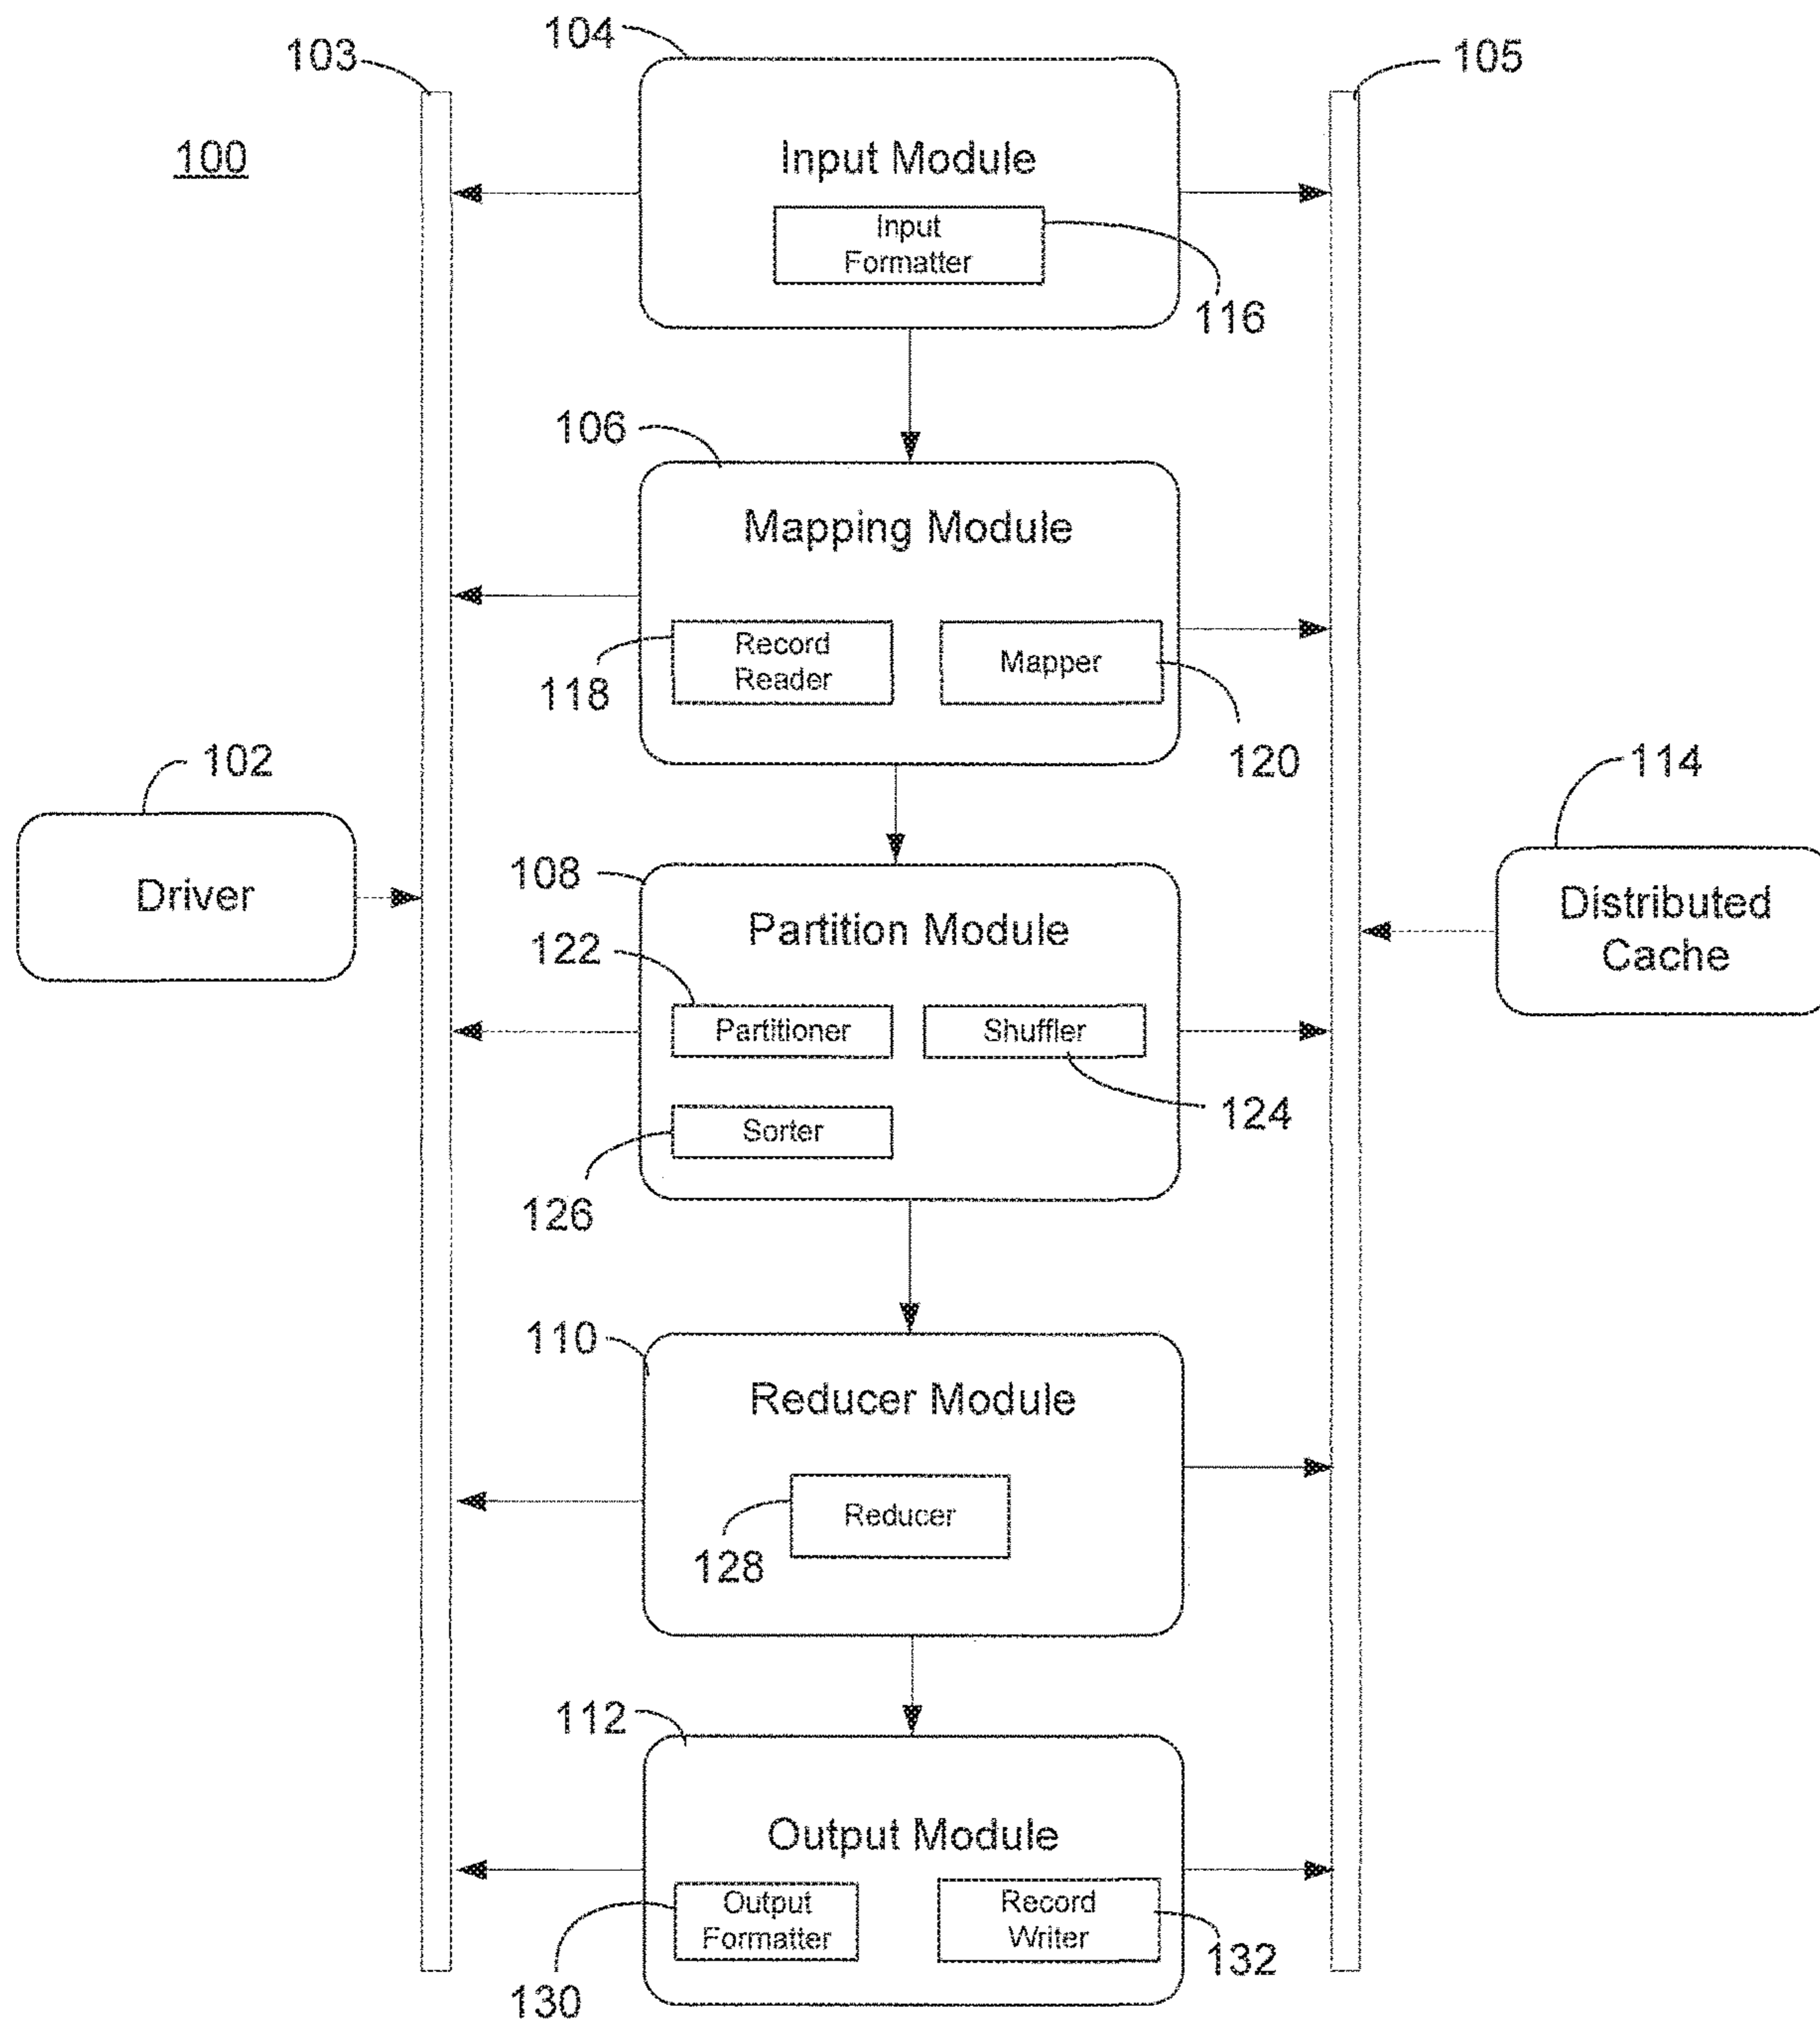 104
103
105
100
Input Module
Input
Formatter
116
106
Mapping Module
Record
Reader
Mapper
118
120
102
114
Driver
108
Partition Module
Distributed
Cache
122
Partitioner
Shuffler
124
Sorter
126
110
Reducer Module
Reducer
128
112
Output Module
Output
Formatter
Record
Writer
130
132